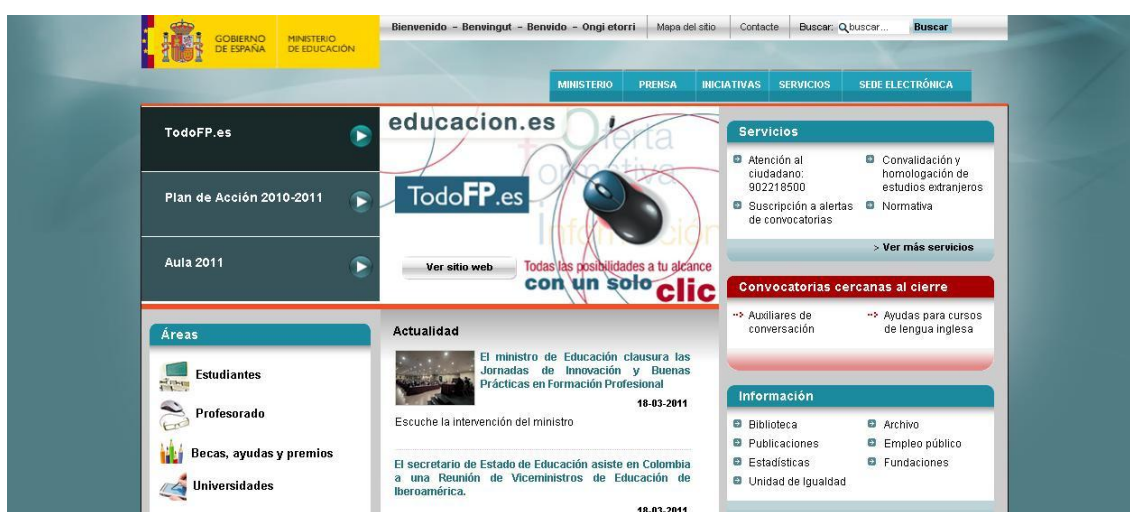 GOBIERNO
DE ESPAÑA
MINISTERIO
DE EDUCACIÓN
Bienvenido - Benvingut - Benvido - Ongi etorri
Mapa del sitio
Contacte
Buscar:
buscar...
Buscar
MINISTERIO
PRENSA
INICIATIVAS
SERVICIOS
SEDE ELECTRÓNICA
TodoFP.es
Plan de Acción 2010-2011
Aula 2011
educacion.es
Oferta
Formativa
Información
TodoFP.es
Ver sitio web
Todas las posibilidades a tu alcance
con un solo clic
Servicios
Atención al
ciudadano:
902218500
Suscripción a alertas
de convocatorias
Convalidación y
homologación de
estudios extranjeros
Normativa
> Ver más servicios
Convocatorias cercanas al cierre
Auxiliares de
conversación
Ayudas para cursos
de lengua inglesa
Áreas
Estudiantes
Profesorado
Becas, ayudas y premios
Universidades
Actualidad
El ministro de Educación clausura las
Jornadas de Innovación y Buenas
Prácticas en Formación Profesional
18-03-2011
Escuche la intervención del ministro
El secretario de Estado de Educación asiste en Colombia
a una Reunión de Viceministros de Educación de
Iberoamérica.
18-03-2011
Información
Biblioteca
Publicaciones
Estadísticas
Unidad de Igualdad
Archivo
Empleo público
Fundaciones